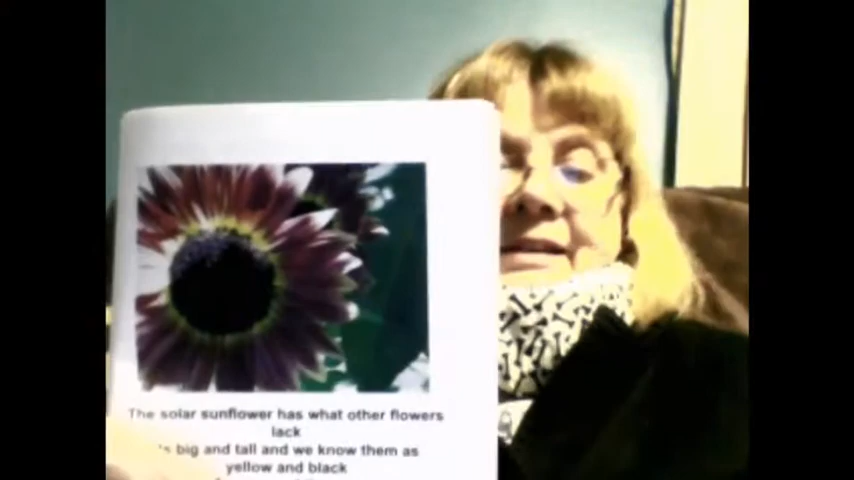 The solar sunflower has what other flowers
lack
big and tall and we know them as
yellow and black